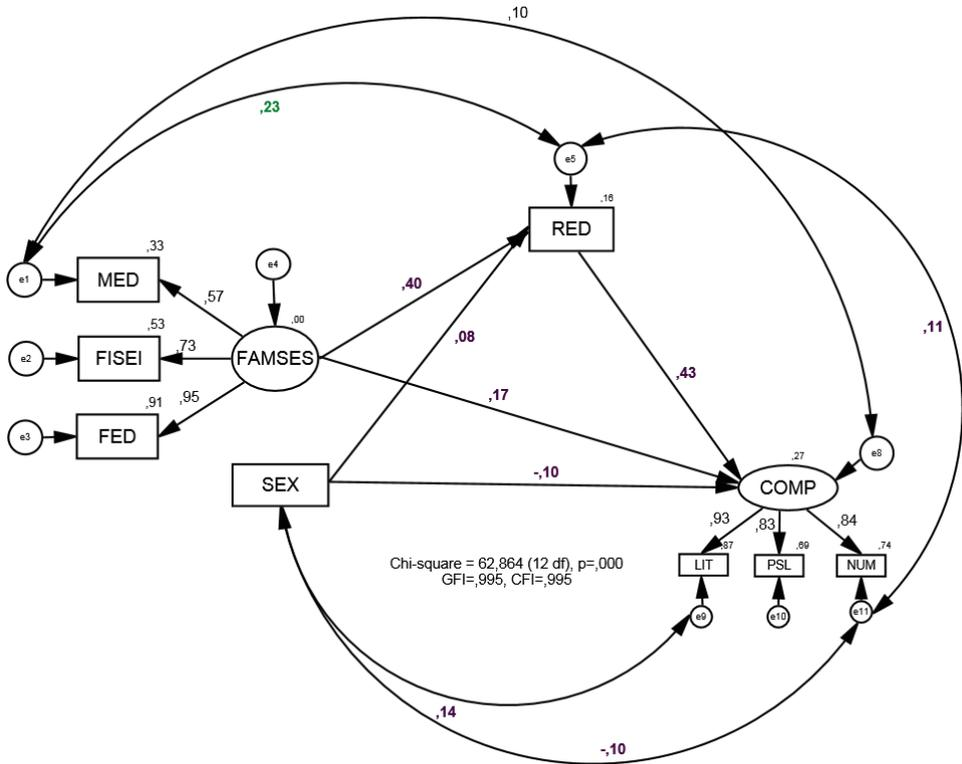 ,10
,23
e5
,16
RED
e4
,33
e1
MED
,57
,40
,00
,53
,08
,11
e2
FISEI
,73
FAMSES
,43
,95
,17
,91
e3
FED
,27
e8
-,10
SEX
COMP
,93
,83
,84
,87
,69
,74
LIT
PSL
NUM
Chi-square = 62,864 (12 df), p=,000
GFI=,995, CFI=,995
e9
e10
e11
,14
-,10